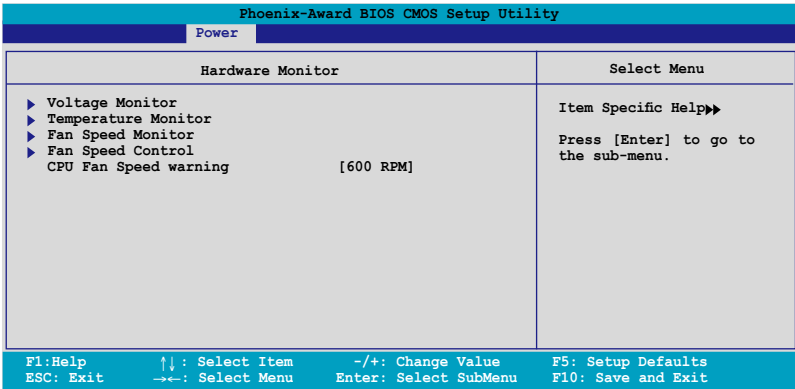 Phoenix-Award BIOS CMOS Setup Utility
Power
Hardware Monitor
Select Menu
Voltage Monitor
Temperature Monitor
Fan Speed Monitor
Fan Speed Control
CPU Fan Speed warning [600 RPM]
Item Specific Help
Press [Enter] to go to
the sub-menu.
F1:Help ↑↓: Select Item -/+: Change Value F5: Setup Defaults
ESC: Exit →←: Select Menu Enter: Select SubMenu F10: Save and Exit